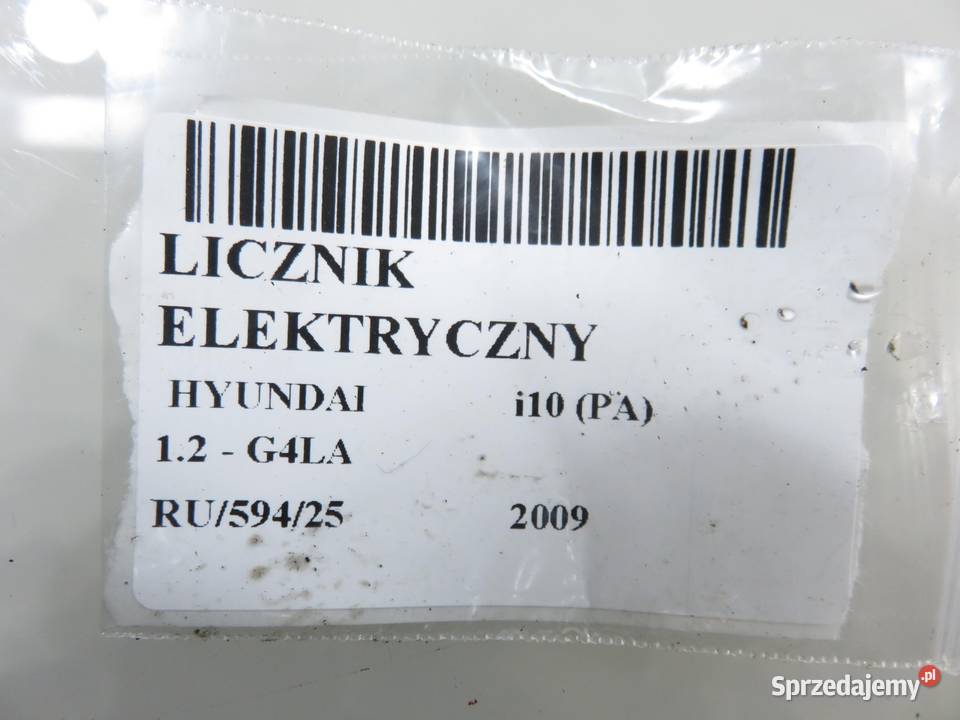 LICZNIK
ELEKTRYCZNY
HYUNDAI i10 (PA)
1.2 - G4LA
RU/594/25 2009
Sprzedajemy.pl